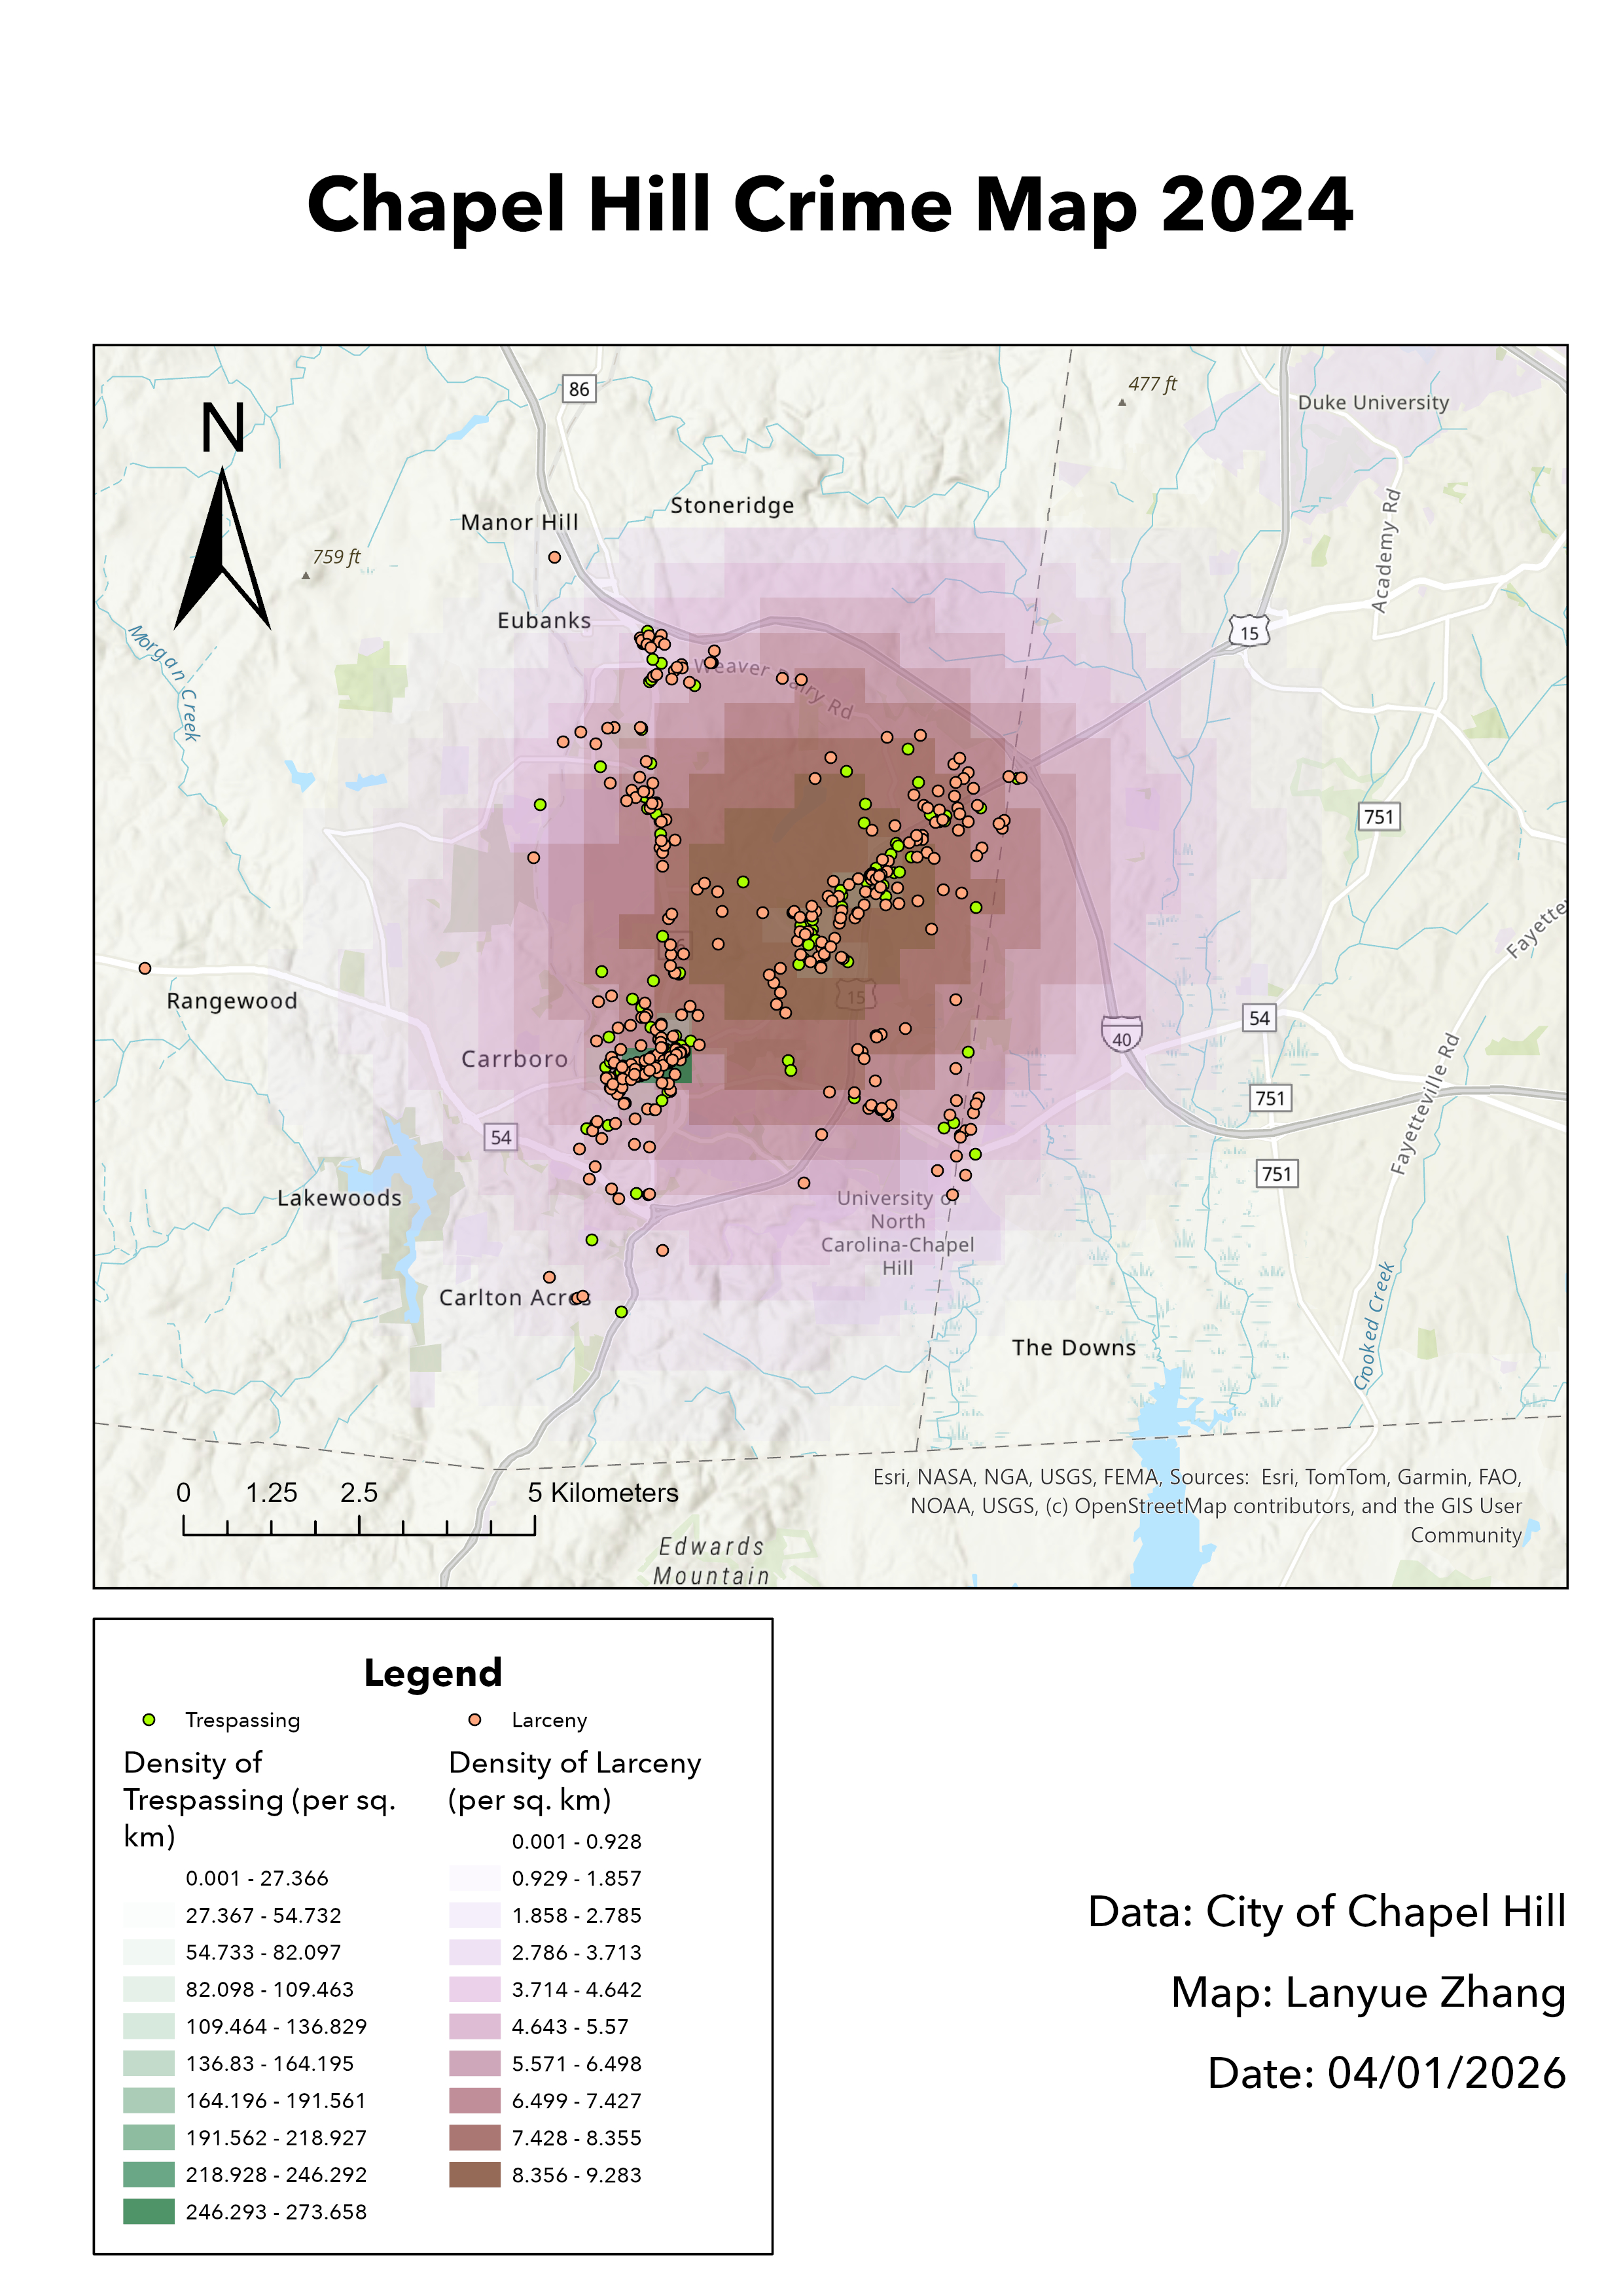 Chapel Hill Crime Map 2024
N
86
477 ft
Duke University
Stoneridge
Manor Hill
759 ft
Academy Rd
Eubanks
15
Morgan Creek
Weaver Dairy Rd
751
Fayette
Rangewood
15
54
40
Carrboro
54
751
Fayetteville Rd
751
Lakewoods
University of
North
Carolina-Chapel
Hill
Carlton Acres
Crooked Creek
The Downs
0 1.25 2.5 5 Kilometers
Esri, NASA, NGA, USGS, FEMA, Sources: Esri, TomTom, Garmin, FAO,
NOAA, USGS, (c) OpenStreetMap contributors, and the GIS User
Community
Edwards
Mountain
Legend
Trespassing
Density of
Trespassing (per sq.
km)
0.001 - 27.366
27.367 - 54.732
54.733 - 82.097
82.098 - 109.463
109.464 - 136.829
136.83 - 164.195
164.196 - 191.561
191.562 - 218.927
218.928 - 246.292
246.293 - 273.658
Larceny
Density of Larceny
(per sq. km)
0.001 - 0.928
0.929 - 1.857
1.858 - 2.785
2.786 - 3.713
3.714 - 4.642
4.643 - 5.57
5.571 - 6.498
6.499 - 7.427
7.428 - 8.355
8.356 - 9.283
Data: City of Chapel Hill
Map: Lanyue Zhang
Date: 04/01/2026